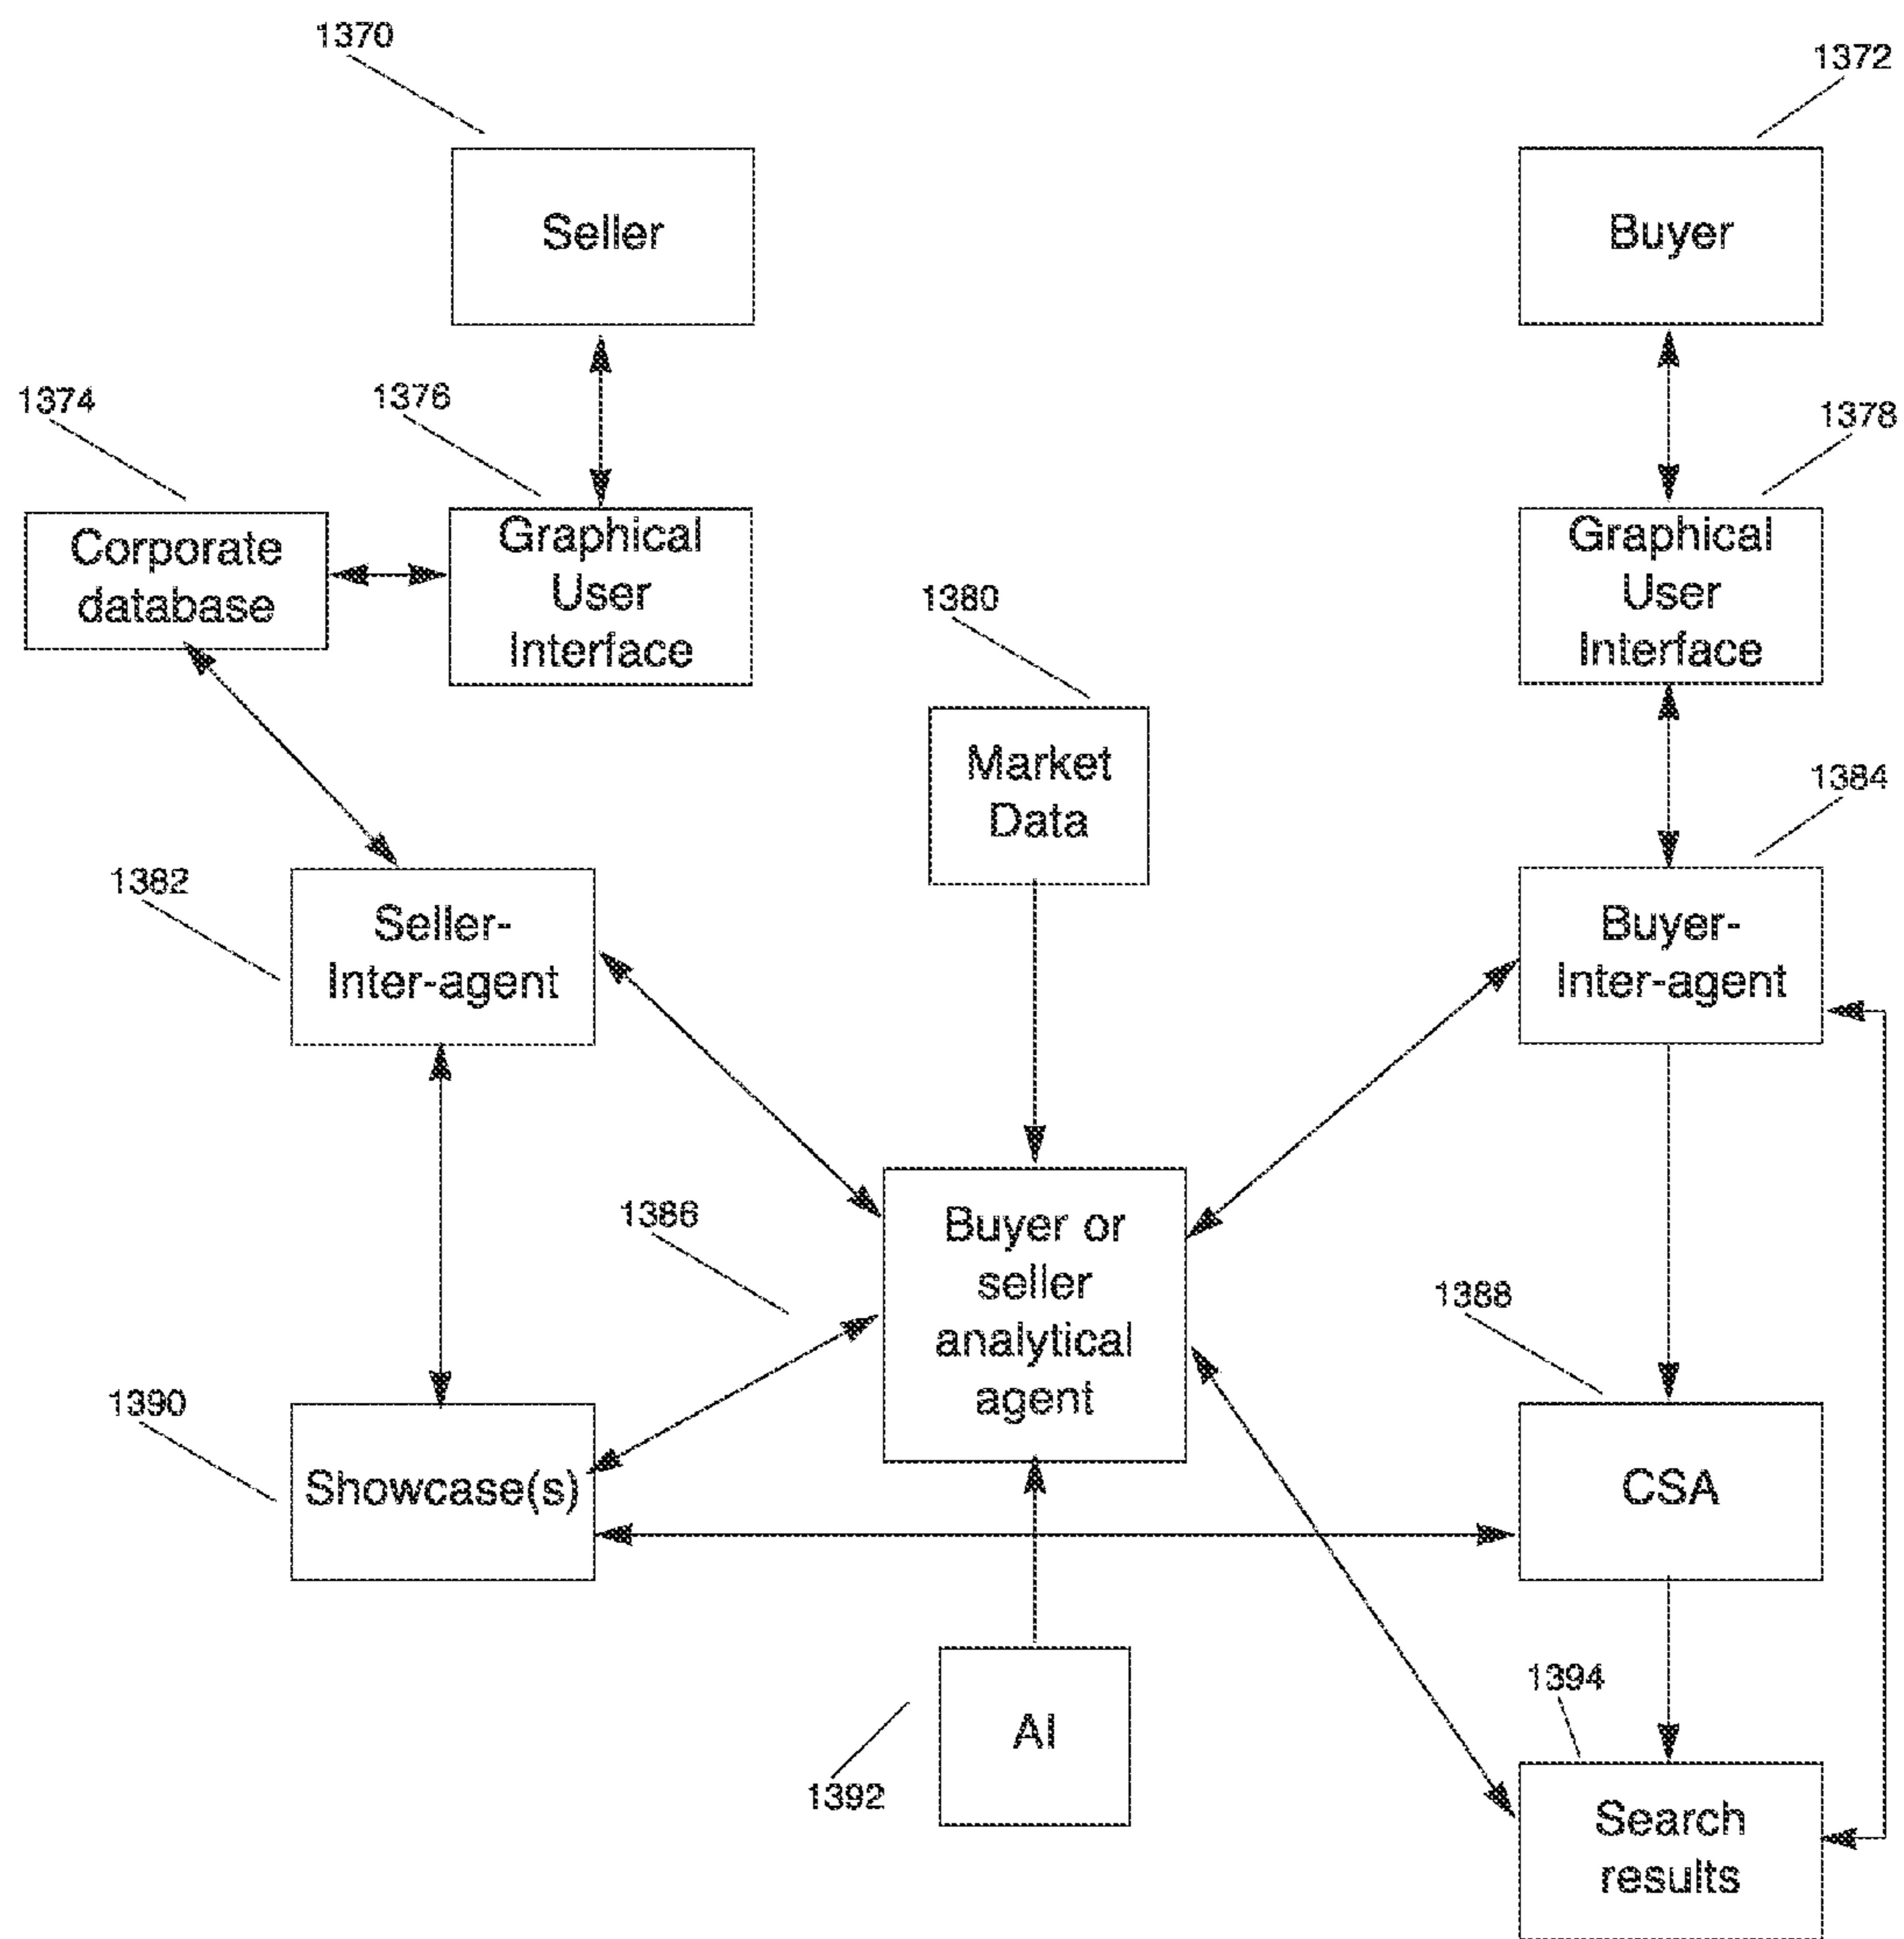 1370
1372
Seller
Buyer
1374
1376
1378
Corporate
database
Graphical
User
Interface
Graphical
User
Interface
1380
Market
Data
1384
1382
Seller-
Inter-agent
Buyer-
Inter-agent
1386
Buyer or
seller
analytical
agent
1388
1390
Showcase(s)
CSA
1394
AI
1392
Search
results